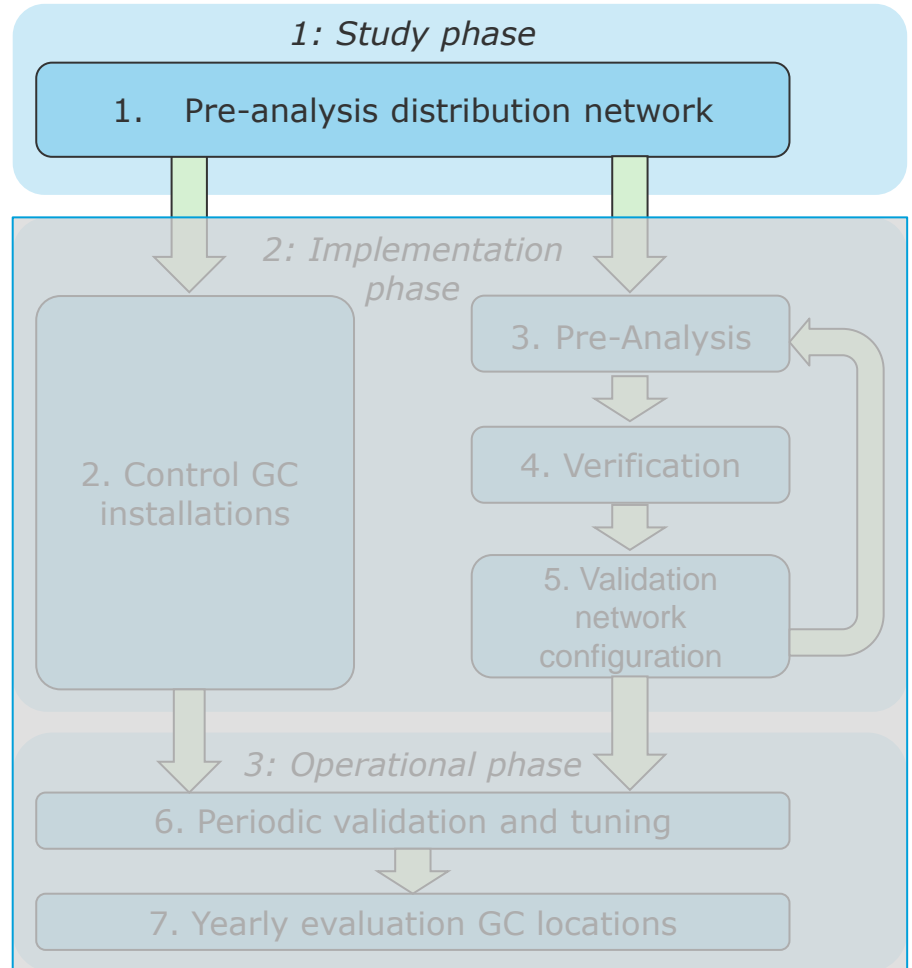 1: Study phase
1. Pre-analysis distribution network
2: Implementation
phase
2. Control GC
installations
3. Pre-Analysis
4. Verification
5. Validation
network
configuration
3: Operational phase
6. Periodic validation and tuning
7. Yearly evaluation GC locations